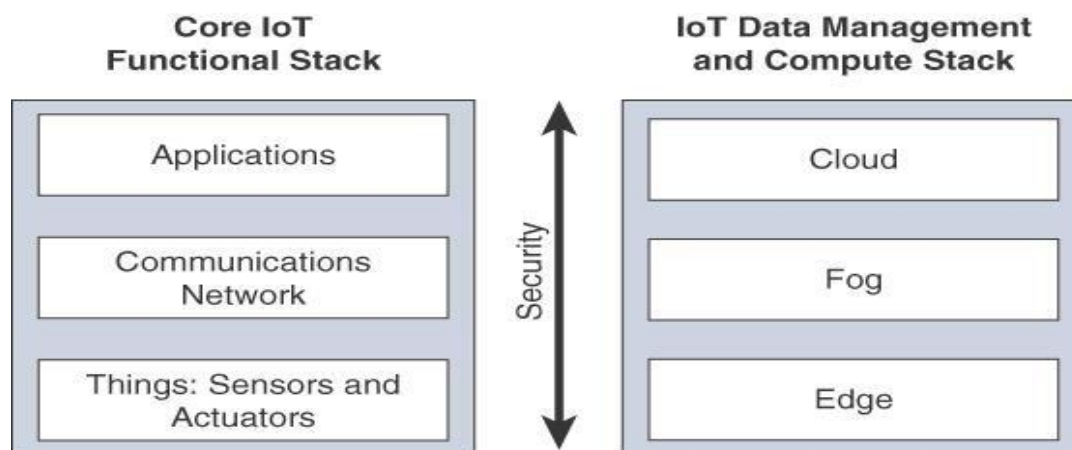 Core IoT
Functional Stack
Applications
Communications
Network
Things: Sensors and
Actuators
Security
IoT Data Management
and Compute Stack
Cloud
Fog
Edge